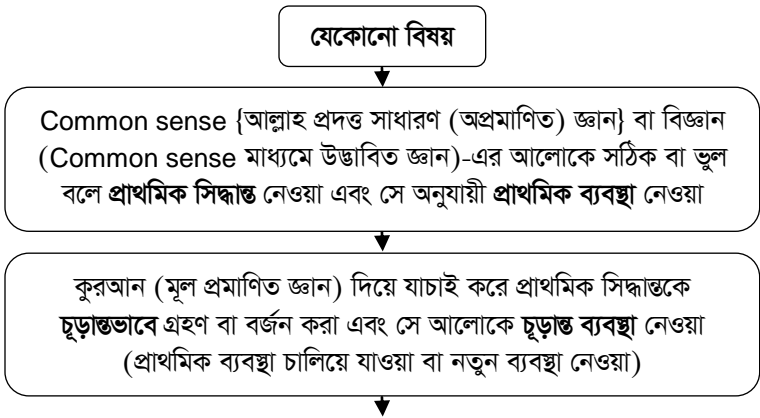 যেকোনো বিষয়
Common sense {আল্লাহ প্রদত্ত সাধারণ (অপ্রমাণিত) জ্ঞান} বা বিজ্ঞান
(Common sense মাধ্যমে উদ্ভাবিত জ্ঞান)-এর আলোকে সঠিক বা ভুল
বলে প্রাথমিক সিদ্ধান্ত নেওয়া এবং সে অনুযায়ী প্রাথমিক ব্যবস্থা নেওয়া
কুরআন (মূল প্রমাণিত জ্ঞান) দিয়ে যাচাই করে প্রাথমিক সিদ্ধান্তকে
চূড়ান্তভাবে গ্রহণ বা বর্জন করা এবং সে আলোকে চূড়ান্ত ব্যবস্থা নেওয়া
(প্রাথমিক ব্যবস্থা চালিয়ে যাওয়া বা নতুন ব্যবস্থা নেওয়া)